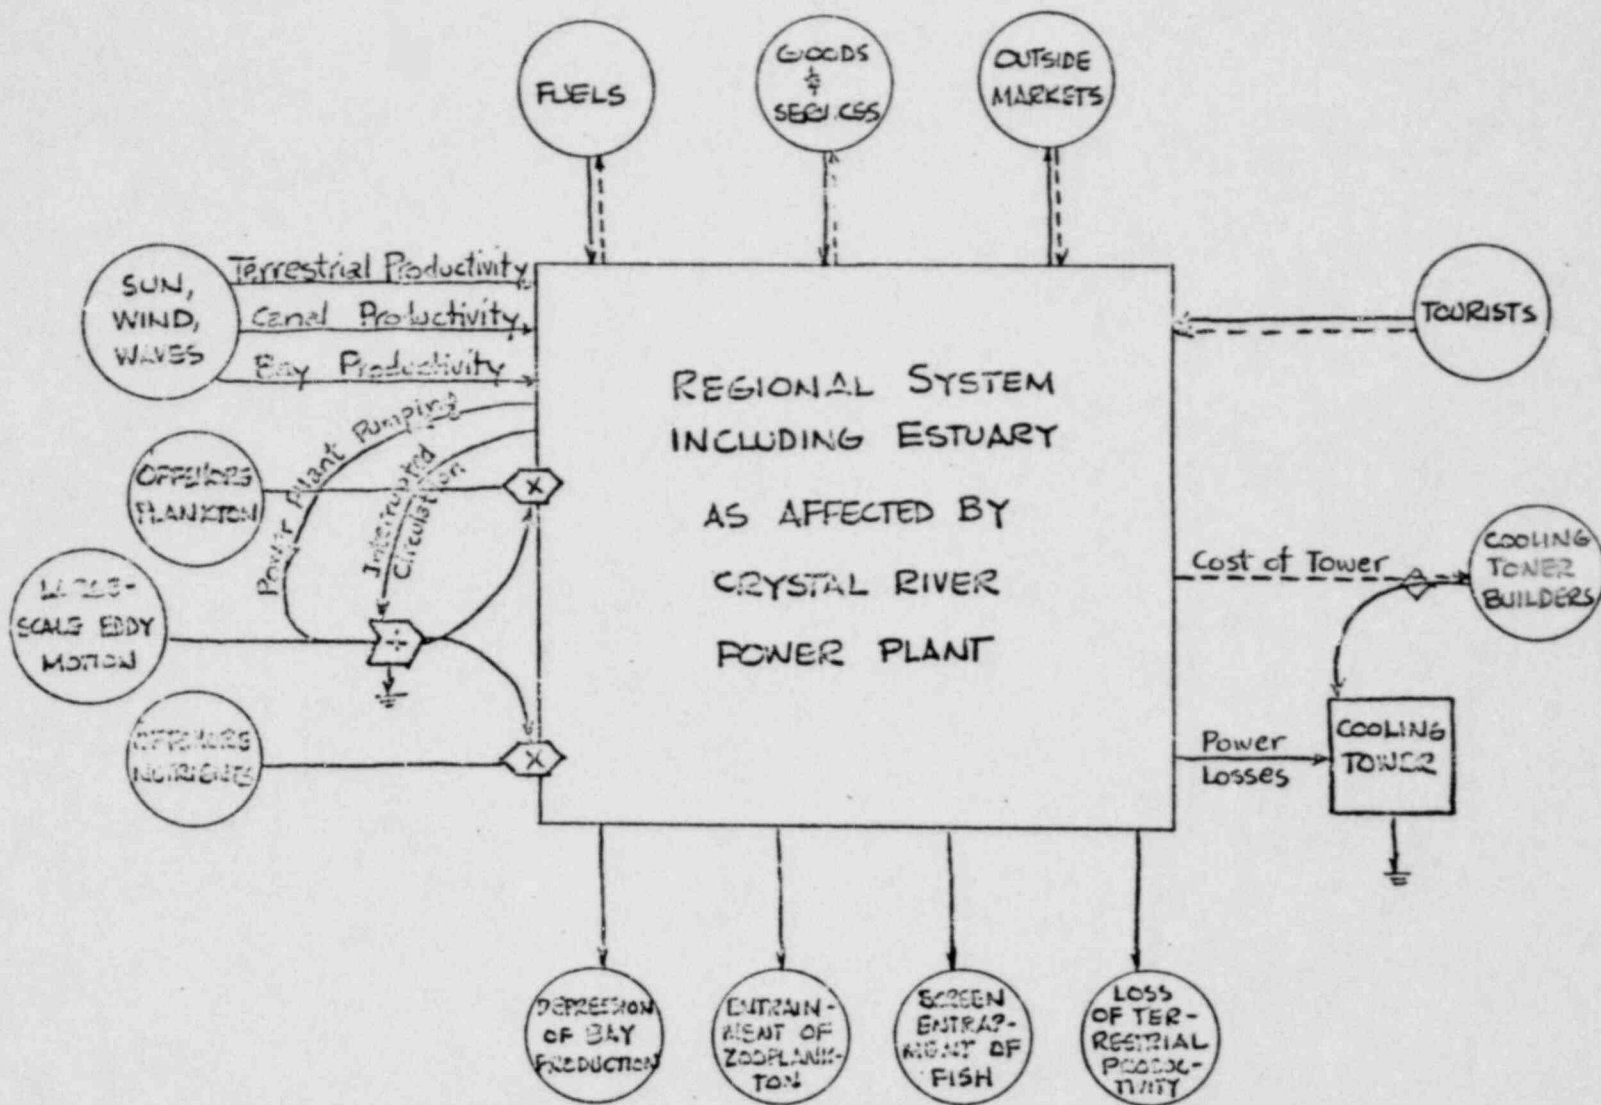 FUELS
GOODS
&
SERVICES
OUTSIDE
MARKETS
SUN,
WIND,
WAVES
Terrestrial Productivity
Canal Productivity
Bay Productivity
TOURISTS
REGIONAL SYSTEM
INCLUDING ESTUARY
AS AFFECTED BY
CRYSTAL RIVER
POWER PLANT
Power Plant Pumping
Interrupted
Circulation
OFFSHORE
PLANKTON
X
LARGE-
SCALE EDDY
MOTION
÷
OFFSHORE
NUTRIENTS
X
Cost of Tower
COOLING
TOWER
BUILDERS
Power
Losses
COOLING
TOWER
DEPRESSION
OF BAY
PRODUCTION
ENTRAIN-
MENT OF
ZOOPLANK-
TON
SCREEN
ENTRAP-
MENT OF
FISH
LOSS
OF TER-
RESTRIAL
PRODUC-
TIVITY